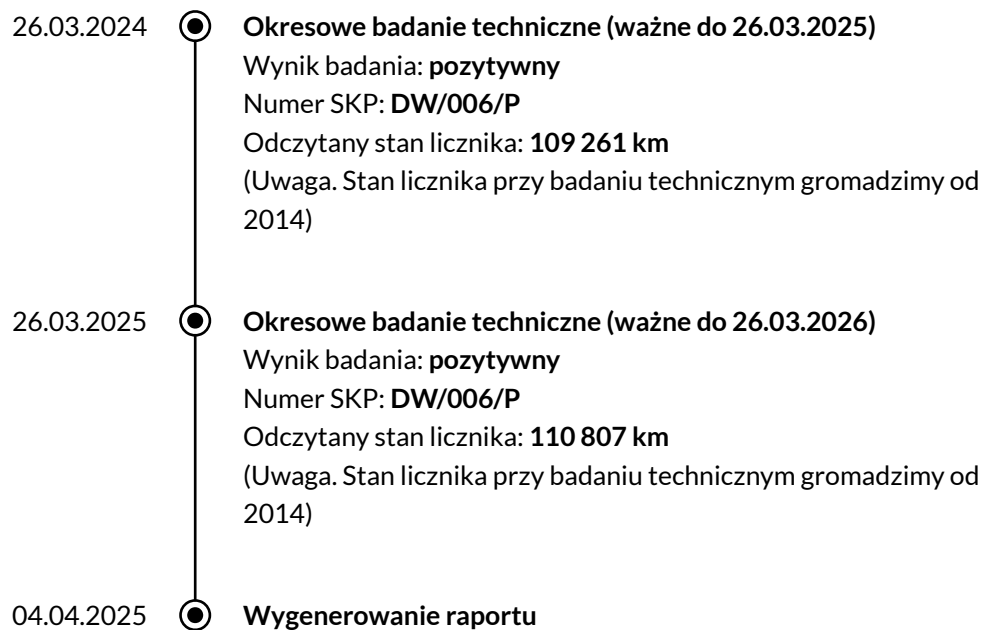 26.03.2024 Okresowe badanie techniczne (ważne do 26.03.2025)
Wynik badania: pozytywny
Numer SKP: DW/006/P
Odczytany stan licznika: 109 261 km
(Uwaga. Stan licznika przy badaniu technicznym gromadzimy od
2014)
26.03.2025 Okresowe badanie techniczne (ważne do 26.03.2026)
Wynik badania: pozytywny
Numer SKP: DW/006/P
Odczytany stan licznika: 110 807 km
(Uwaga. Stan licznika przy badaniu technicznym gromadzimy od
2014)
04.04.2025 Wygenerowanie raportu